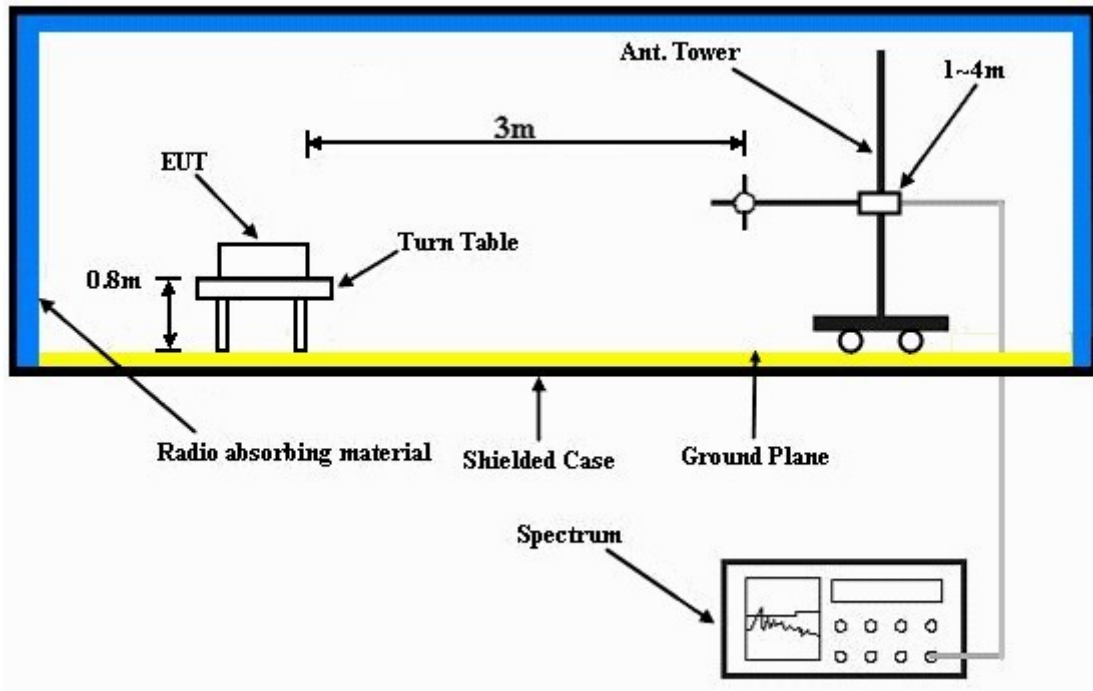 Ant. Tower
1~4m
3m
EUT
Turn Table
0.8m
Radio absorbing material
Shielded Case
Ground Plane
Spectrum